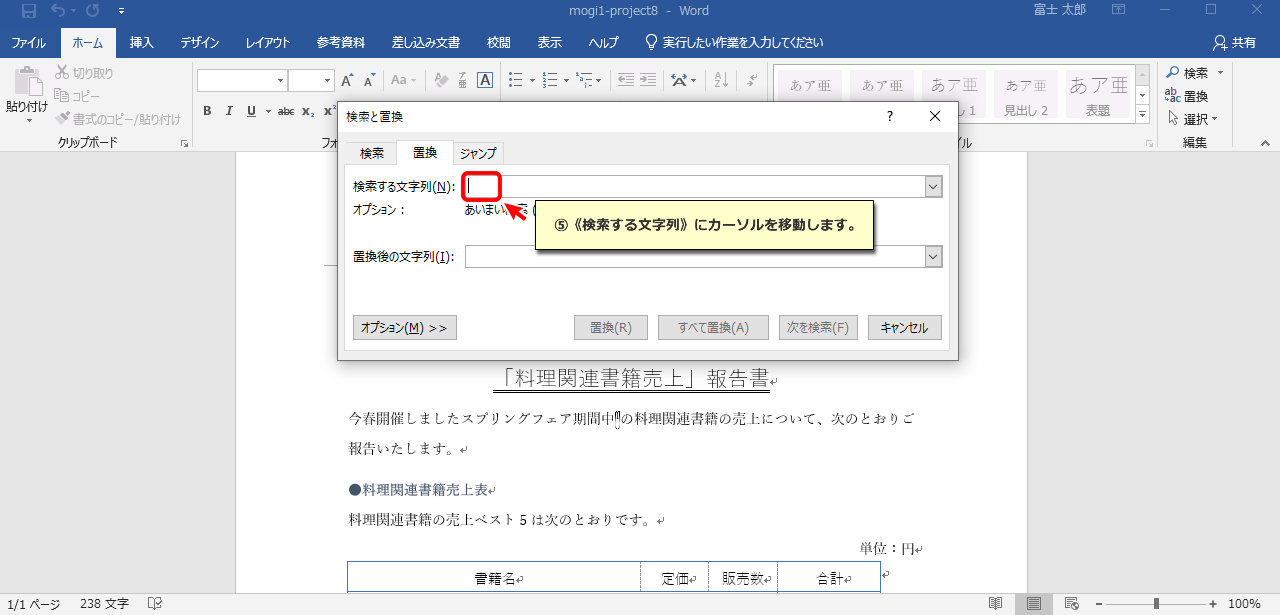 mogi1-project8 - Word
富士 太郎
ファイル
ホーム
挿入
デザイン
レイアウト
参考資料
差し込み文書
校閲
表示
ヘルプ
実行したい作業を入力してください
共有
切り取り
コピー
書式のコピー/貼り付け
貼り付け
クリップボード
Aa
A
B I U abc x₂ x²
あア亜
あア亜
あア亜
あア亜
あア亜
見出し 2
表題
検索
置換
選択
編集
検索と置換
?
検索
置換
ジャンプ
検索する文字列(N):
オプション :
あいまい
⑤《検索する文字列》にカーソルを移動します。
置換後の文字列(I):
オプション(M) >>
置換(R)
すべて置換(A)
次を検索(F)
キャンセル
「料理関連書籍売上」報告書
今春開催しましたスプリングフェア期間中の料理関連書籍の売上について、次のとおりご
報告いたします。
●料理関連書籍売上表
料理関連書籍の売上ベスト 5 は次のとおりです。
単位：円
書籍名
定価
販売数
合計
1/1 ページ
238 文字
100%